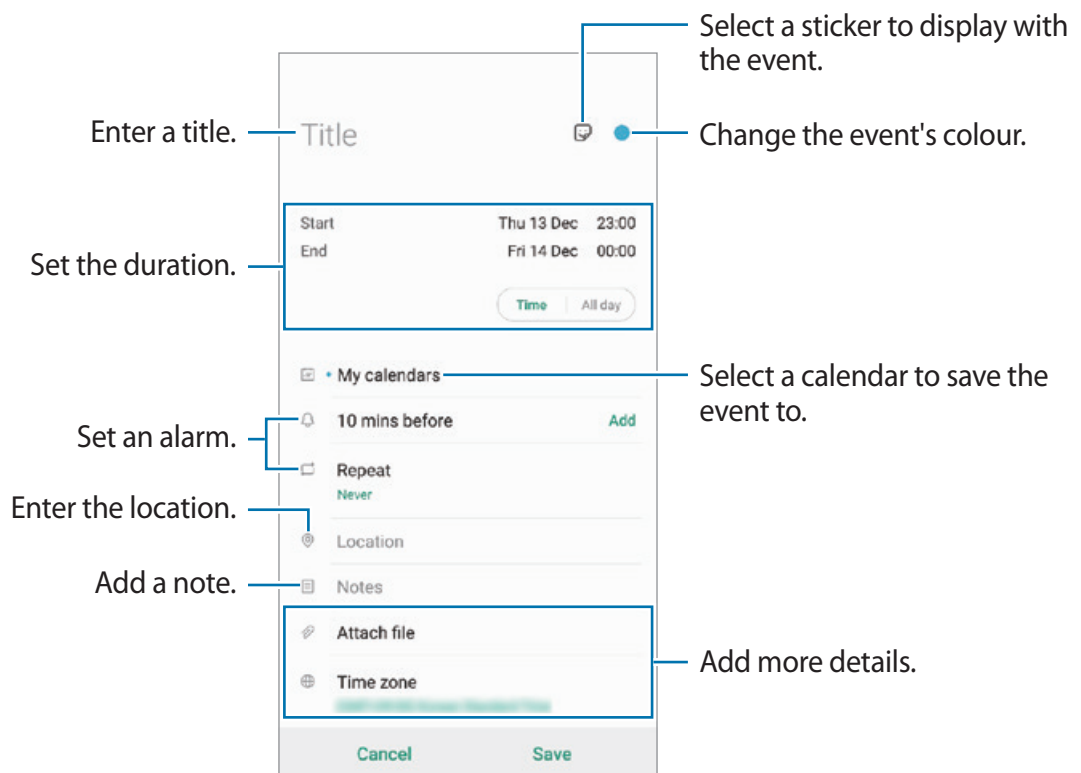 Select a sticker to display with
the event.
Enter a title.
Title
Change the event's colour.
Start Thu 13 Dec 23:00
End Fri 14 Dec 00:00
Set the duration.
Time All day
My calendars
Select a calendar to save the
event to.
10 mins before Add
Set an alarm.
Repeat
Never
Enter the location.
Location
Add a note.
Notes
Attach file
Add more details.
Time zone
Cancel Save